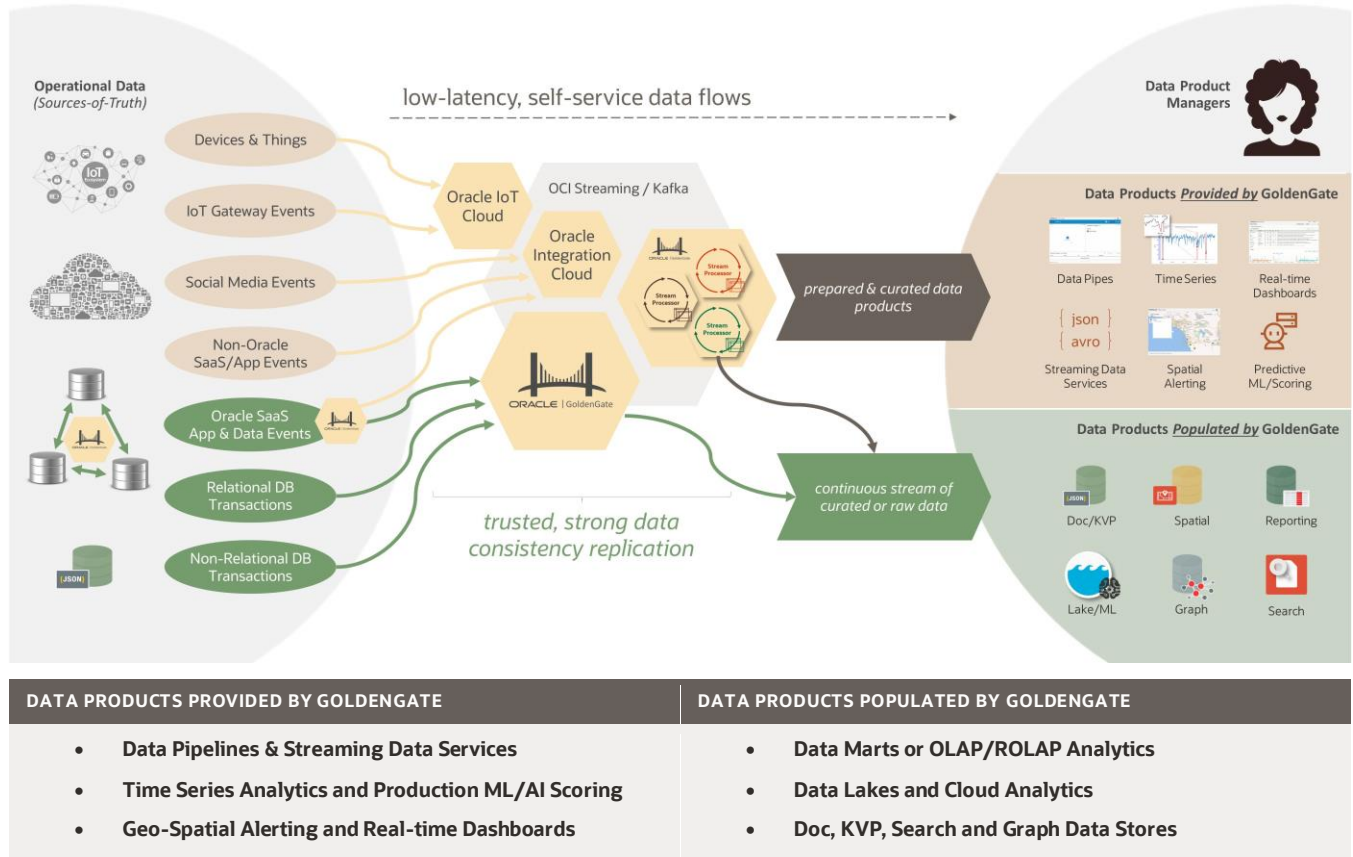 Operational Data
(Sources-of-Truth)
low-latency, self-service data flows
Data Product
Managers
Devices & Things
IoT Gateway Events
Social Media Events
Non-Oracle
SaaS/App Events
Oracle SaaS
App & Data Events
Relational DB
Transactions
Non-Relational DB
Transactions
IoT
{JSON}
Oracle IoT
Cloud
OCI Streaming / Kafka
Oracle
Integration
Cloud
Stream
Processor
Stream
Processor
Stream
Processor
ORACLE | GoldenGate
trusted, strong data
consistency replication
prepared & curated data
products
continuous stream of
curated or raw data
Data Products Provided by GoldenGate
Data Pipes
Time Series
Real-time
Dashboards
{ json }
{ avro }
Streaming Data
Services
Spatial
Alerting
Predictive
ML/Scoring
Data Products Populated by GoldenGate
{JSON}
Doc/KVP
Spatial
Reporting
Lake/ML
Graph
Search
DATA PRODUCTS PROVIDED BY GOLDENGATE
• Data Pipelines & Streaming Data Services
• Time Series Analytics and Production ML/AI Scoring
• Geo-Spatial Alerting and Real-time Dashboards
DATA PRODUCTS POPULATED BY GOLDENGATE
• Data Marts or OLAP/ROLAP Analytics
• Data Lakes and Cloud Analytics
• Doc, KVP, Search and Graph Data Stores